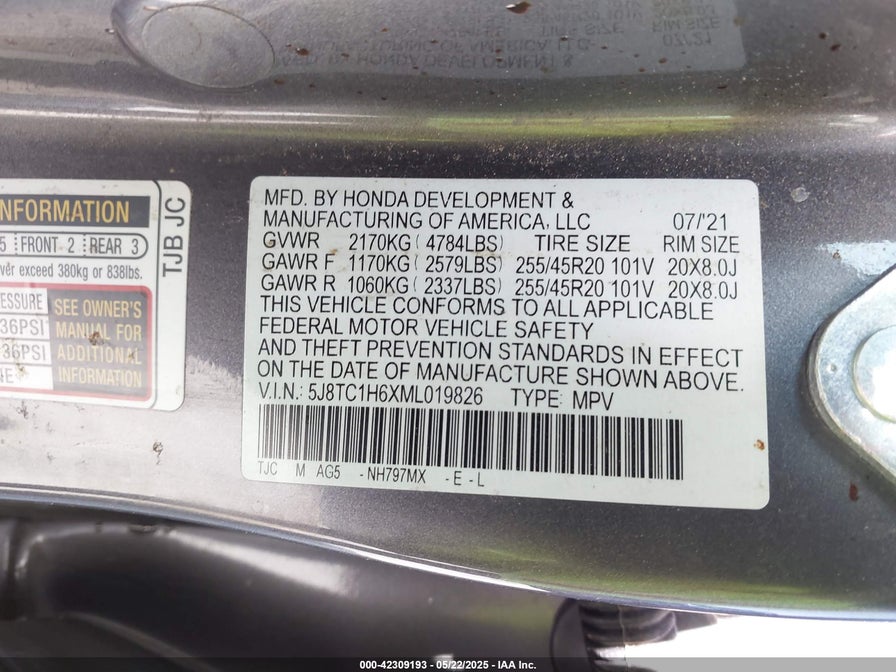 NFORMATION
5 FRONT 2 REAR 3
ver exceed 380kg or 838lbs.
RESSURE
36PSI
36PSI
NE
SEE OWNER'S
MANUAL FOR
ADDITIONAL
INFORMATION
TJB JC
MFD. BY HONDA DEVELOPMENT &
MANUFACTURING OF AMERICA, LLC 07/'21
GVWR 2170KG ( 4784LBS) TIRE SIZE RIM SIZE
GAWR F 1170KG ( 2579LBS) 255/45R20 101V 20X8.0J
GAWR R 1060KG ( 2337LBS) 255/45R20 101V 20X8.0J
THIS VEHICLE CONFORMS TO ALL APPLICABLE
FEDERAL MOTOR VEHICLE SAFETY
AND THEFT PREVENTION STANDARDS IN EFFECT
ON THE DATE OF MANUFACTURE SHOWN ABOVE.
V.I.N.: 5J8TC1H6XML019826 TYPE: MPV
TJC M AG5 -NH797MX -E-L
000-42309193 - 05/22/2025 - IAA Inc.